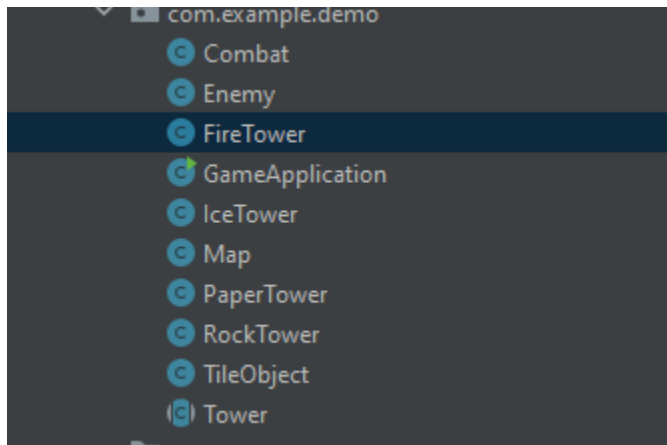 com.example.demo
Combat
Enemy
FireTower
GameApplication
IceTower
Map
PaperTower
RockTower
TileObject
Tower